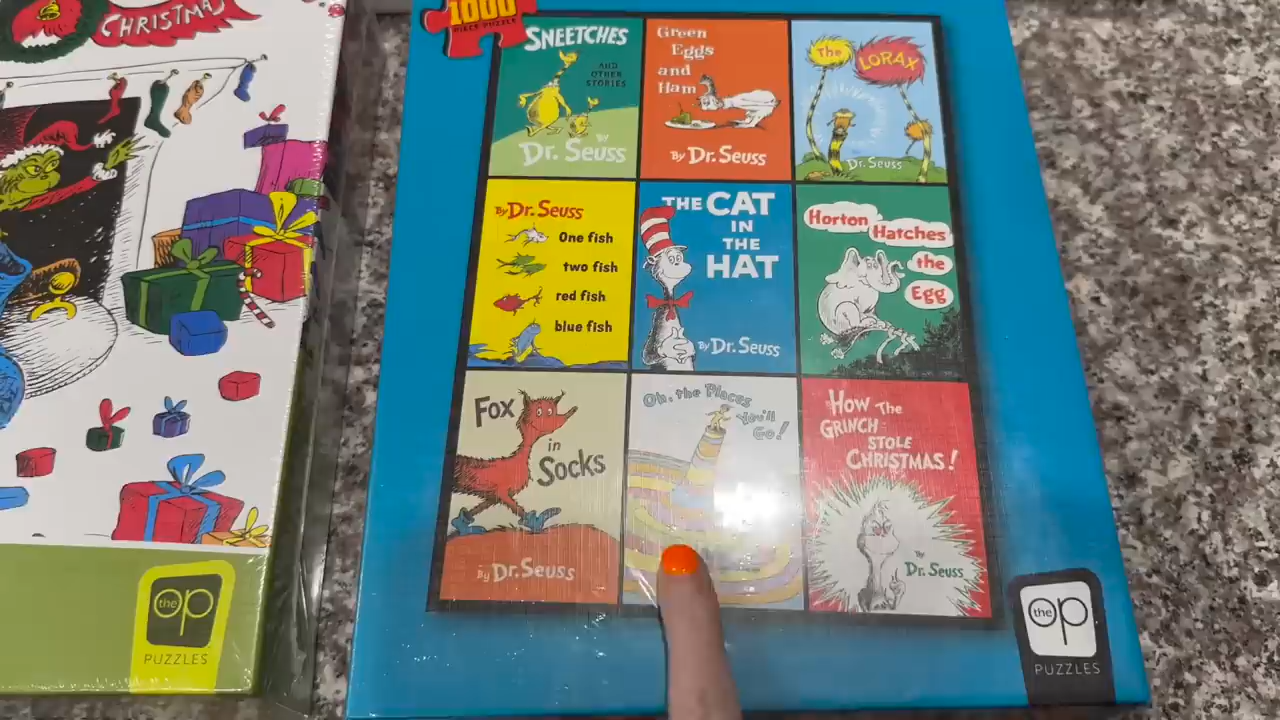 CHRISTMAS
the op
PUZZLES
1000
PIECE PUZZLE
SNEETCHES
AND
OTHER
STORIES
BY
Dr. Seuss
Green
Eggs
and
Ham
By Dr. Seuss
The LORAX
Dr. Seuss
By Dr. Seuss
One fish
two fish
red fish
blue fish
THE CAT
IN
THE
HAT
By Dr. Seuss
Horton
Hatches
the
Egg
Fox
in
Socks
By Dr. Seuss
Oh, the Places
You'll
Go!
How The
GRINCH
STOLE
CHRISTMAS!
By
Dr. Seuss
the op
PUZZLES